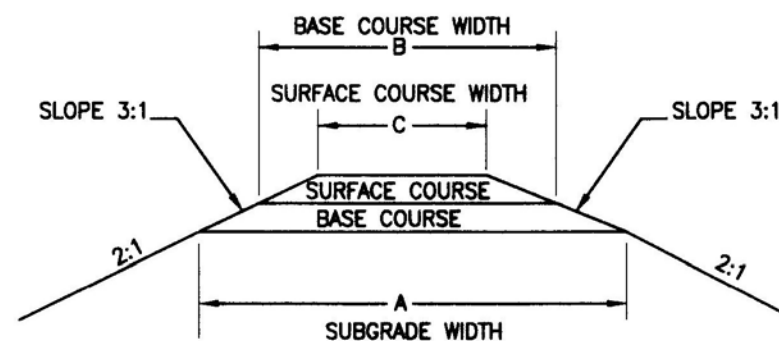 BASE COURSE WIDTH
B
SURFACE COURSE WIDTH
SLOPE 3:1
SLOPE 3:1
C
SURFACE COURSE
BASE COURSE
2:1
2:1
A
SUBGRADE WIDTH